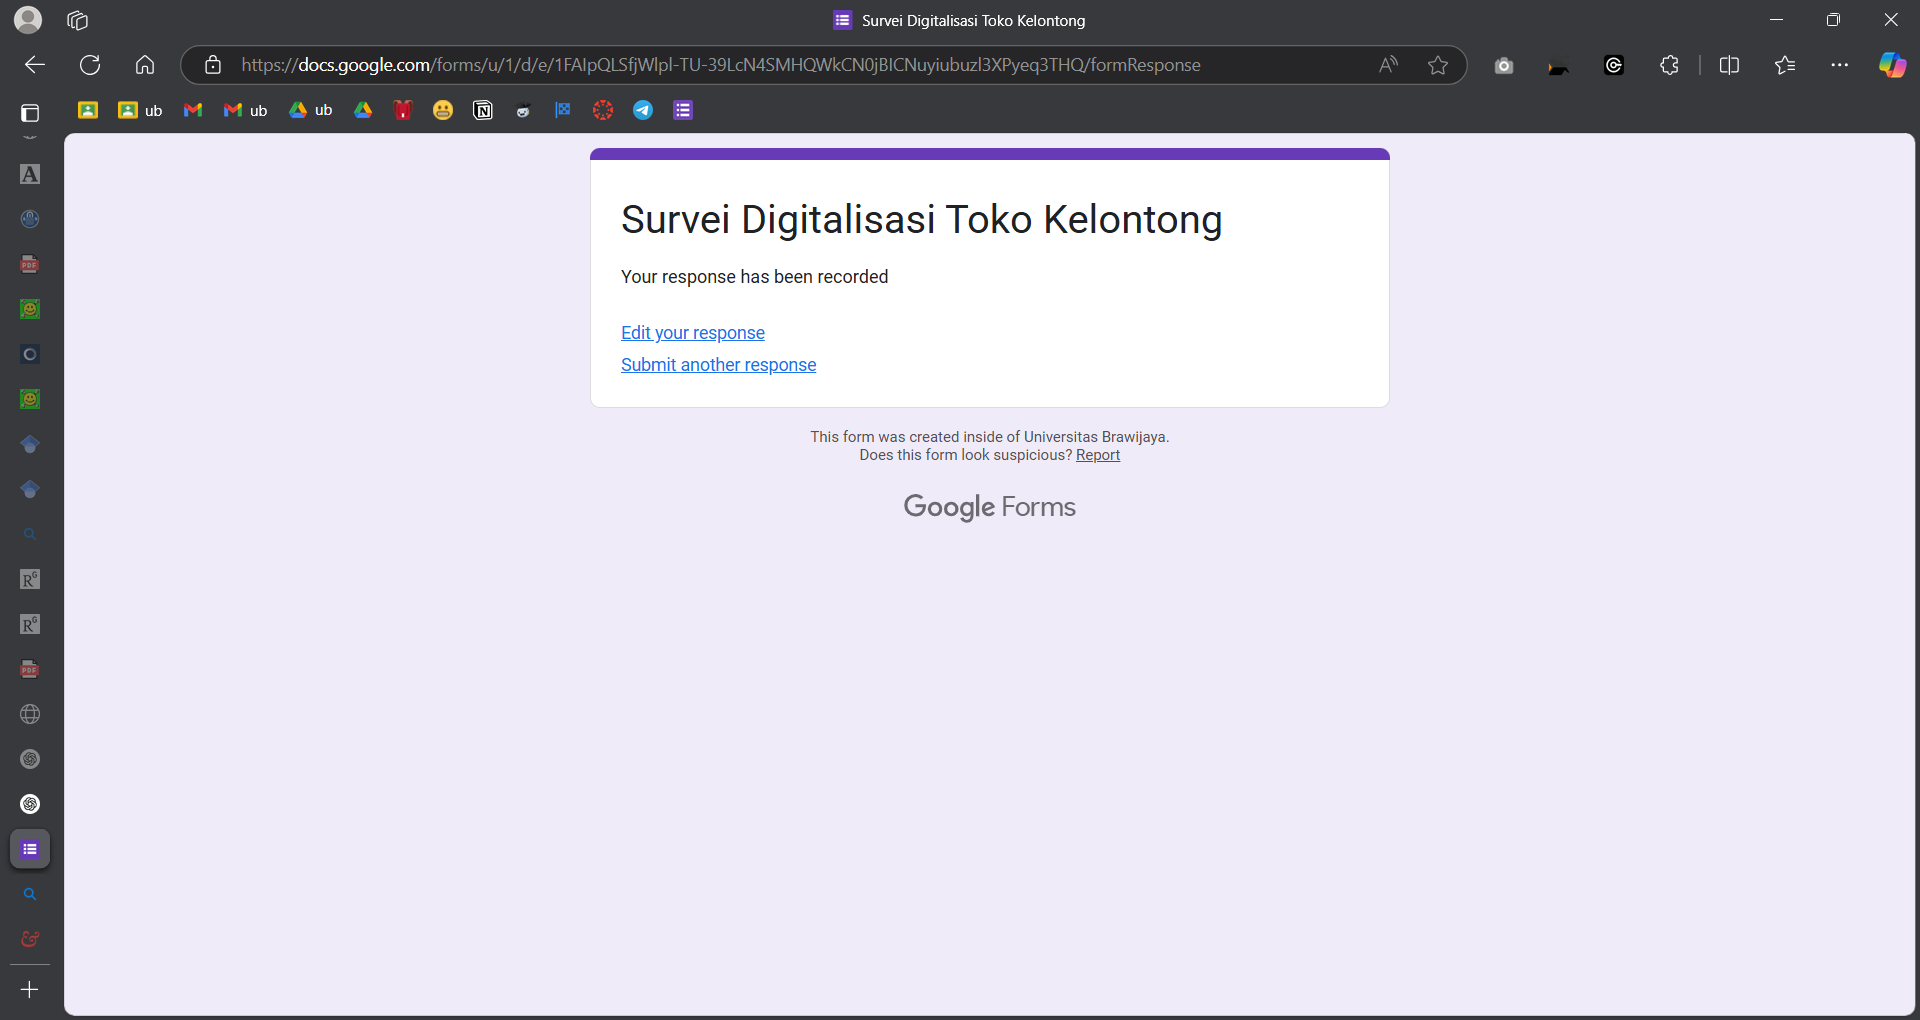 Survei Digitalisasi Toko Kelontong
https://docs.google.com/forms/u/1/d/e/1FAIpQLSfjWlpl-TU-39LcN4SMHQWkCN0jBICNuyiubuzl3XPyeq3THQ/formResponse
ub
ub
ub
Survei Digitalisasi Toko Kelontong
Your response has been recorded
Edit your response
Submit another response
This form was created inside of Universitas Brawijaya.
Does this form look suspicious? Report
Google Forms